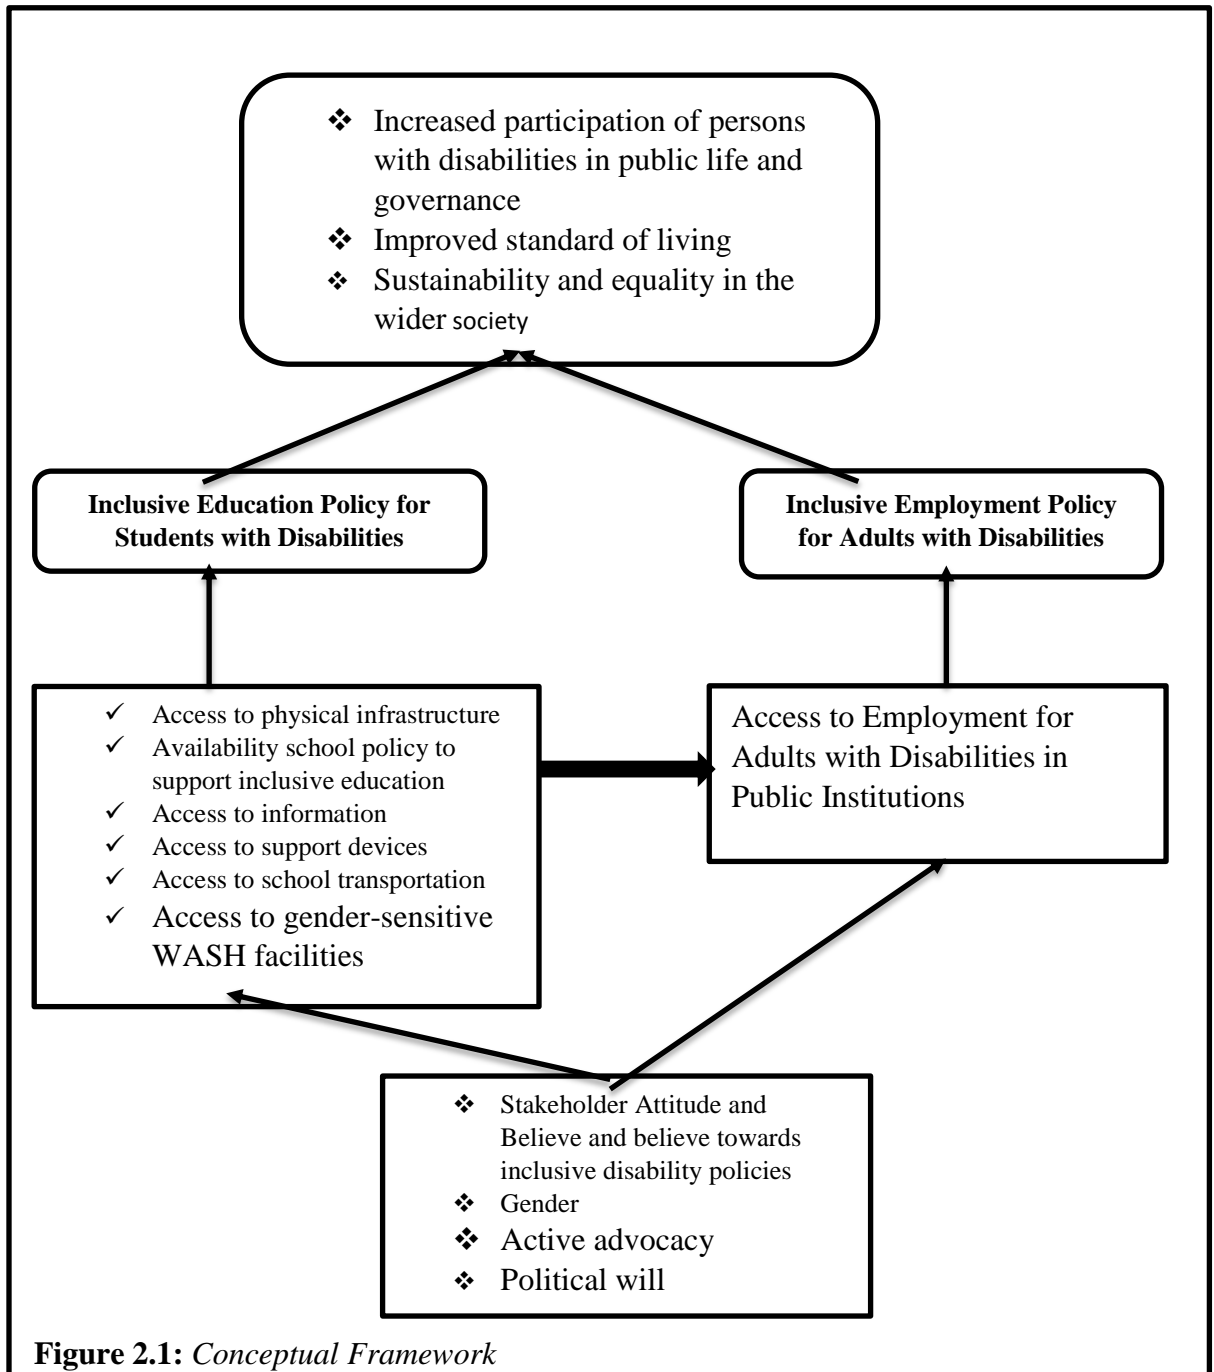 ❖ Increased participation of persons
with disabilities in public life and
governance
❖ Improved standard of living
❖ Sustainability and equality in the
wider society
Inclusive Education Policy for
Students with Disabilities
Inclusive Employment Policy
for Adults with Disabilities
✓ Access to physical infrastructure
✓ Availability school policy to
support inclusive education
✓ Access to information
✓ Access to support devices
✓ Access to school transportation
✓ Access to gender-sensitive
WASH facilities
Access to Employment for
Adults with Disabilities in
Public Institutions
❖ Stakeholder Attitude and
Believe and believe towards
inclusive disability policies
❖ Gender
❖ Active advocacy
❖ Political will
Figure 2.1: Conceptual Framework